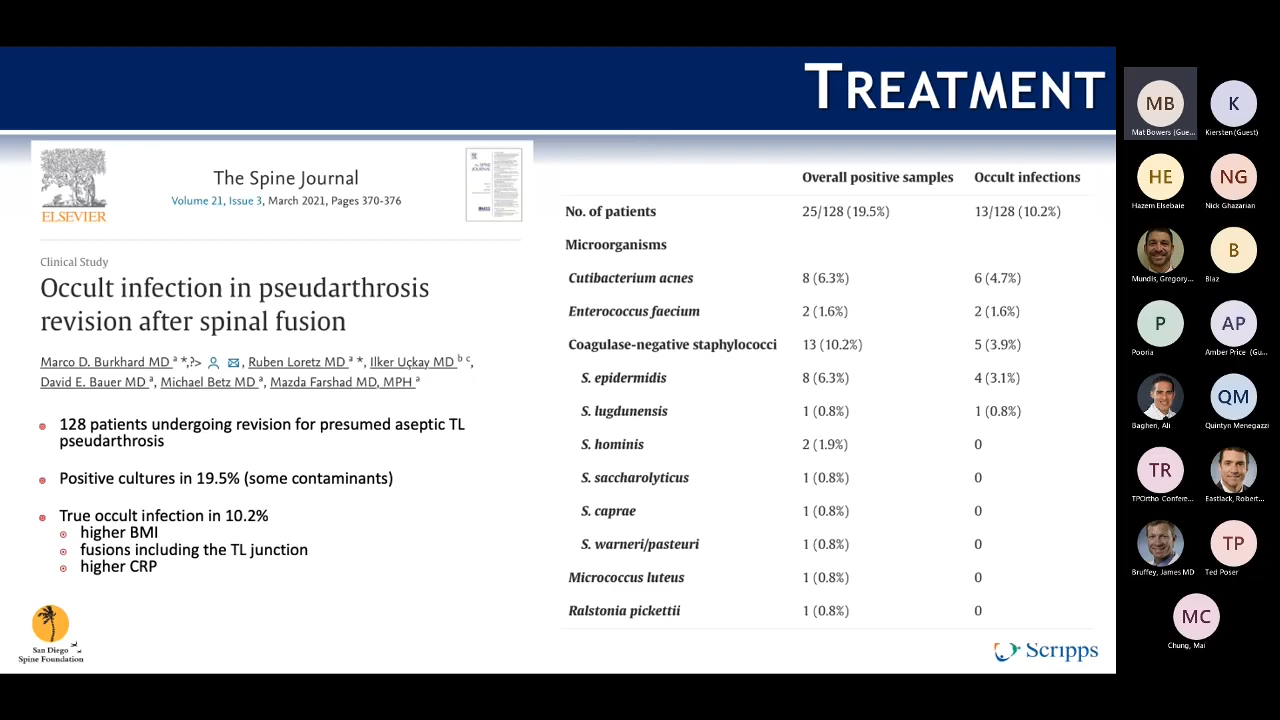 TREATMENT
ELSEVIER
The Spine Journal
Volume 21, Issue 3, March 2021, Pages 370-376
Clinical Study
Occult infection in pseudarthrosis
revision after spinal fusion
Marco D. Burkhard MD a *,?> , Ruben Loretz MD a *, Ilker Uçkay MD b c,
David E. Bauer MD a, Michael Betz MD a, Mazda Farshad MD, MPH a
128 patients undergoing revision for presumed aseptic TL
pseudarthrosis
Positive cultures in 19.5% (some contaminants)
True occult infection in 10.2%
higher BMI
fusions including the TL junction
higher CRP
San Diego
Spine Foundation
Overall positive samples Occult infections
No. of patients 25/128 (19.5%) 13/128 (10.2%)
Microorganisms
Cutibacterium acnes 8 (6.3%) 6 (4.7%)
Enterococcus faecium 2 (1.6%) 2 (1.6%)
Coagulase-negative staphylococci 13 (10.2%) 5 (3.9%)
S. epidermidis 8 (6.3%) 4 (3.1%)
S. lugdunensis 1 (0.8%) 1 (0.8%)
S. hominis 2 (1.9%) 0
S. saccharolyticus 1 (0.8%) 0
S. caprae 1 (0.8%) 0
S. warneri/pasteuri 1 (0.8%) 0
Micrococcus luteus 1 (0.8%) 0
Ralstonia pickettii 1 (0.8%) 0
Scripps
MB K
Mat Bowers (Gue... Kiersten (Guest)
HE NG
Hazem Elsebaie Nick Ghazarian
B
Mundis, Gregory... Blaz
P AP
Pooria Amber Price (Gu...
QM
Baghen, Ali Quintyn Menegazzi
TR
TPOrtho Confere... Eastlack, Robert...
TP
Bruffey, James MD Ted Poser
MC
Chung, Mai